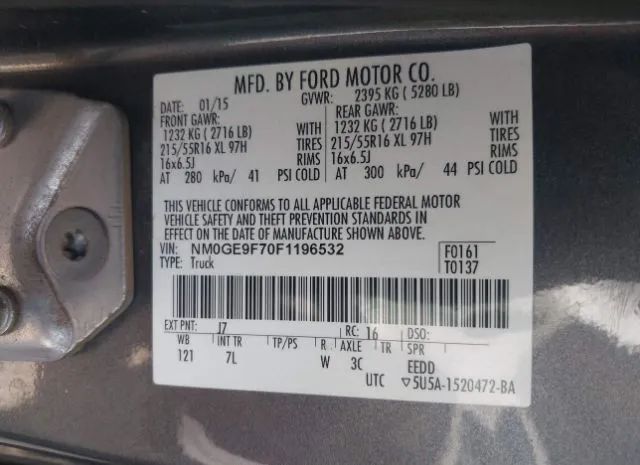 MFD. BY FORD MOTOR CO.
DATE: 01/15 GVWR: 2395 KG ( 5280 LB)
FRONT GAWR: REAR GAWR:
1232 KG ( 2716 LB) WITH 1232 KG ( 2716 LB) WITH
215/55R16 XL 97H TIRES 215/55R16 XL 97H TIRES
16x6.5J RIMS 16x6.5J RIMS
AT 280 kPa/ 41 PSI COLD AT 300 kPa/ 44 PSI COLD
THIS VEHICLE CONFORMS TO ALL APPLICABLE FEDERAL MOTOR
VEHICLE SAFETY AND THEFT PREVENTION STANDARDS IN
EFFECT ON THE DATE OF MANUFACTURE SHOWN ABOVE.
VIN: NM0GE9F70F1196532 F0161
TYPE: Truck T0137
EXT PNT: J7 RC: 16 DSO:
WB INT TR TP/PS R AXLE TR SPR
121 7L W 3C EEDD
UTC ▽5U5A-1520472-BA